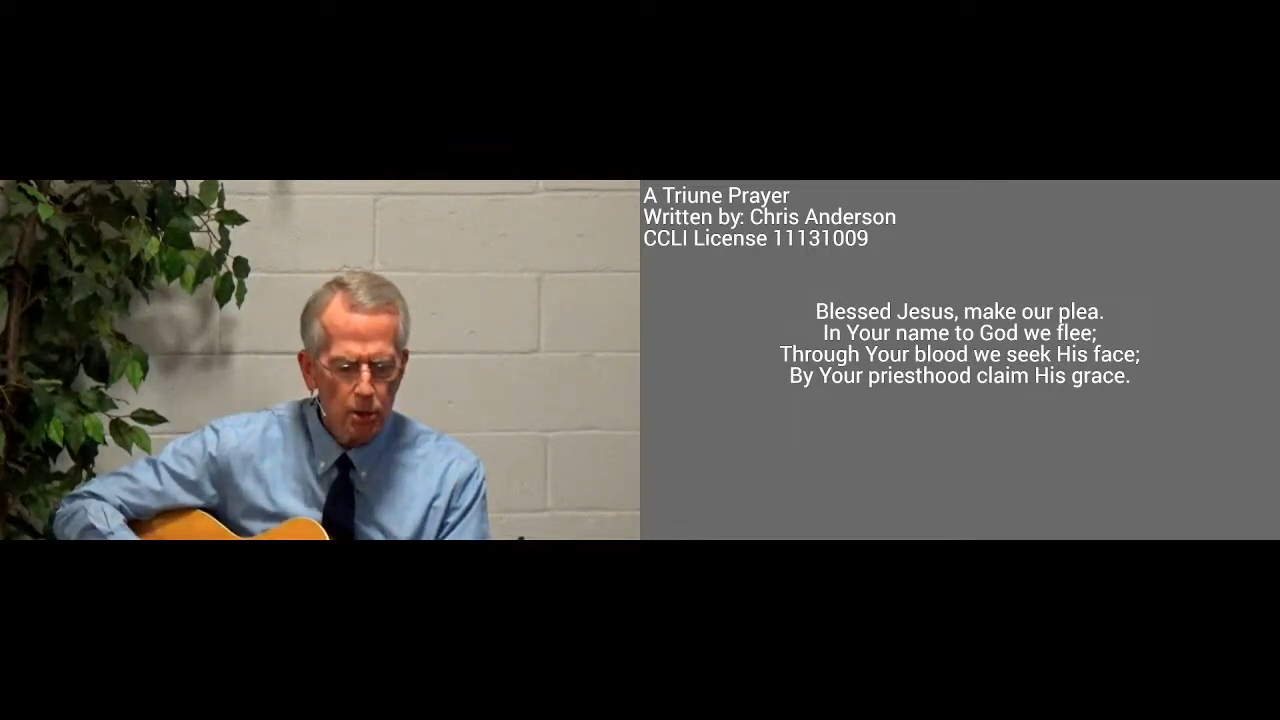 A Triune Prayer
Written by: Chris Anderson
CCLI License 11131009
Blessed Jesus, make our plea.
In Your name to God we flee;
Through Your blood we seek His face;
By Your priesthood claim His grace.